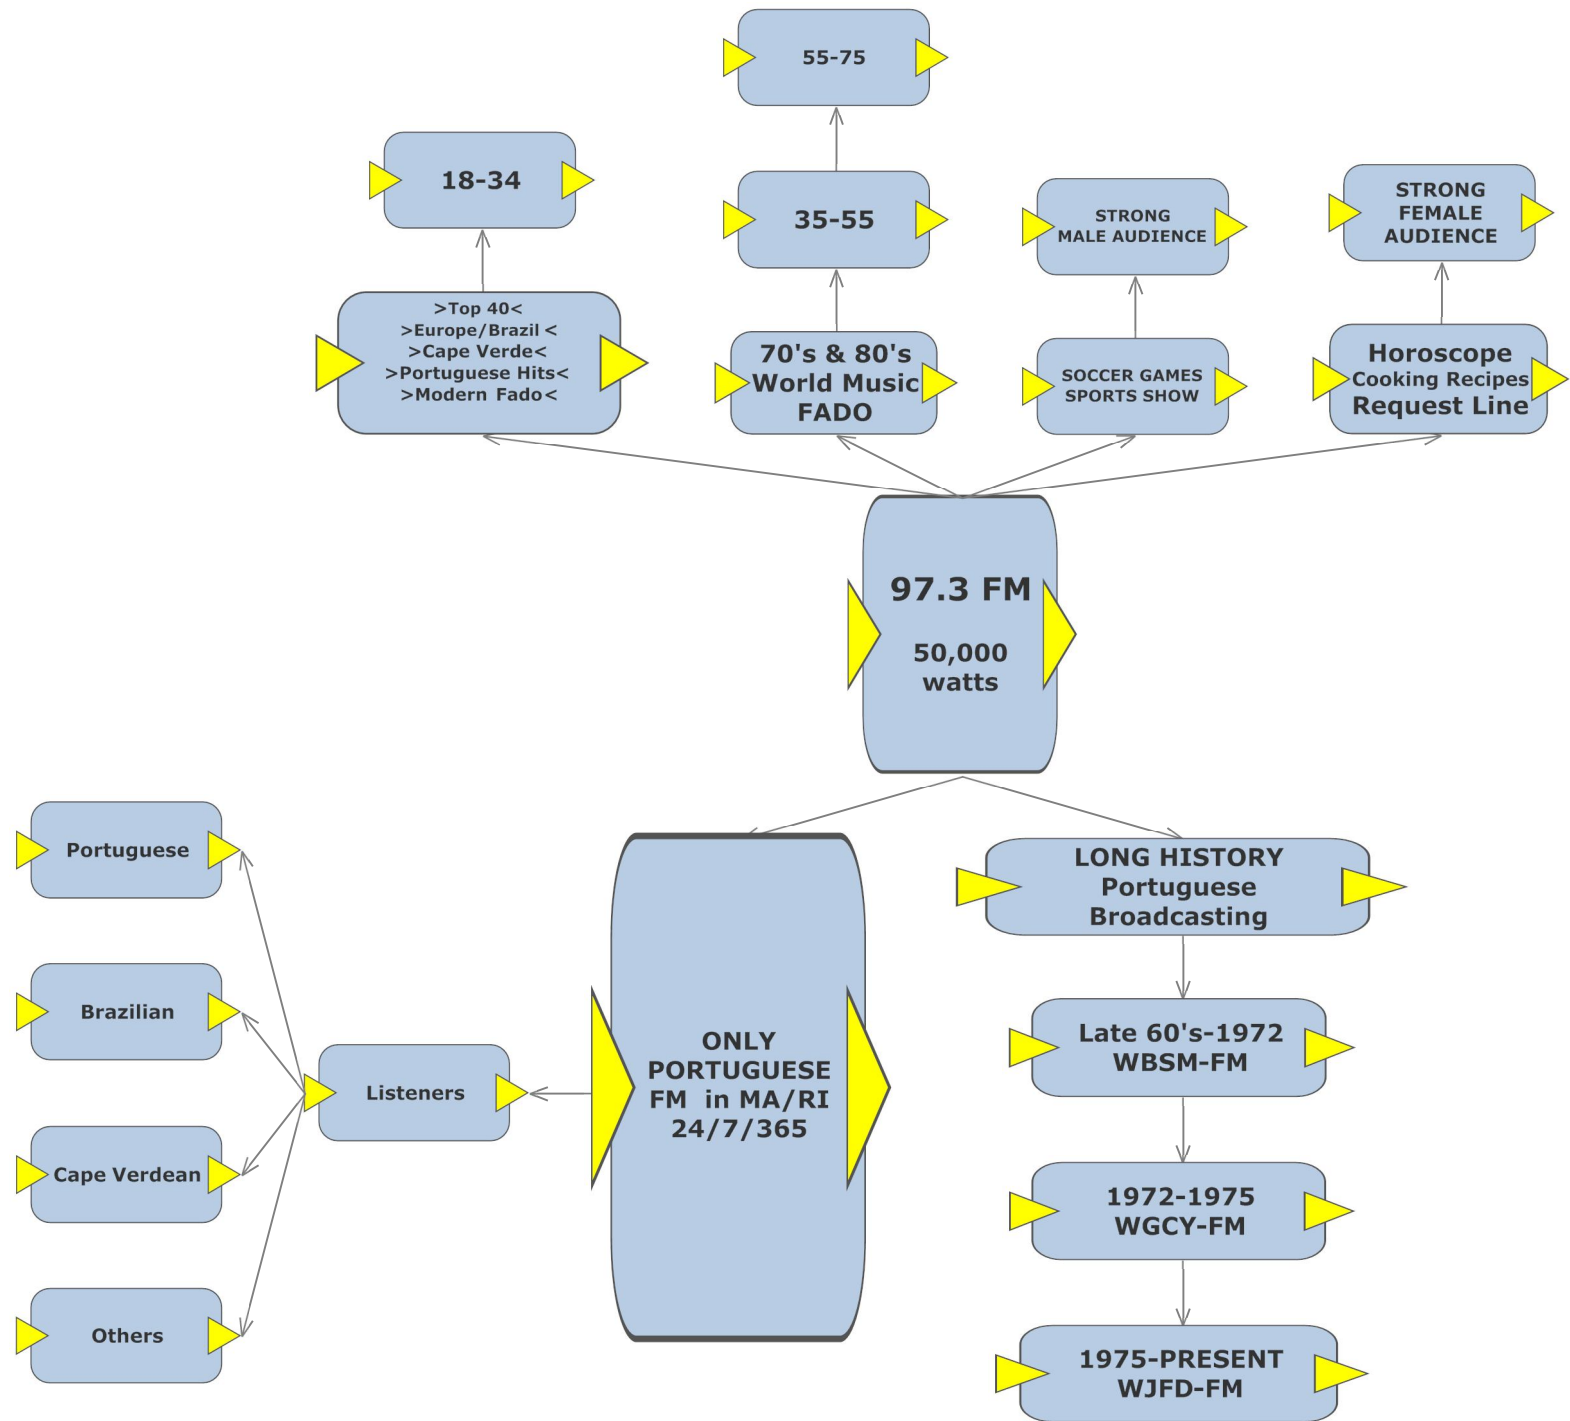 55-75
18-34
35-55
STRONG
MALE AUDIENCE
STRONG
FEMALE
AUDIENCE
>Top 40<
>Europe/Brazil <
>Cape Verde<
>Portuguese Hits<
>Modern Fado<
70's & 80's
World Music
FADO
SOCCER GAMES
SPORTS SHOW
Horoscope
Cooking Recipes
Request Line
97.3 FM
50,000
watts
Portuguese
Brazilian
Cape Verdean
Others
Listeners
ONLY
PORTUGUESE
FM  in MA/RI
24/7/365
LONG HISTORY
Portuguese
Broadcasting
Late 60's-1972
WBSM-FM
1972-1975
WGCY-FM
1975-PRESENT
WJFD-FM